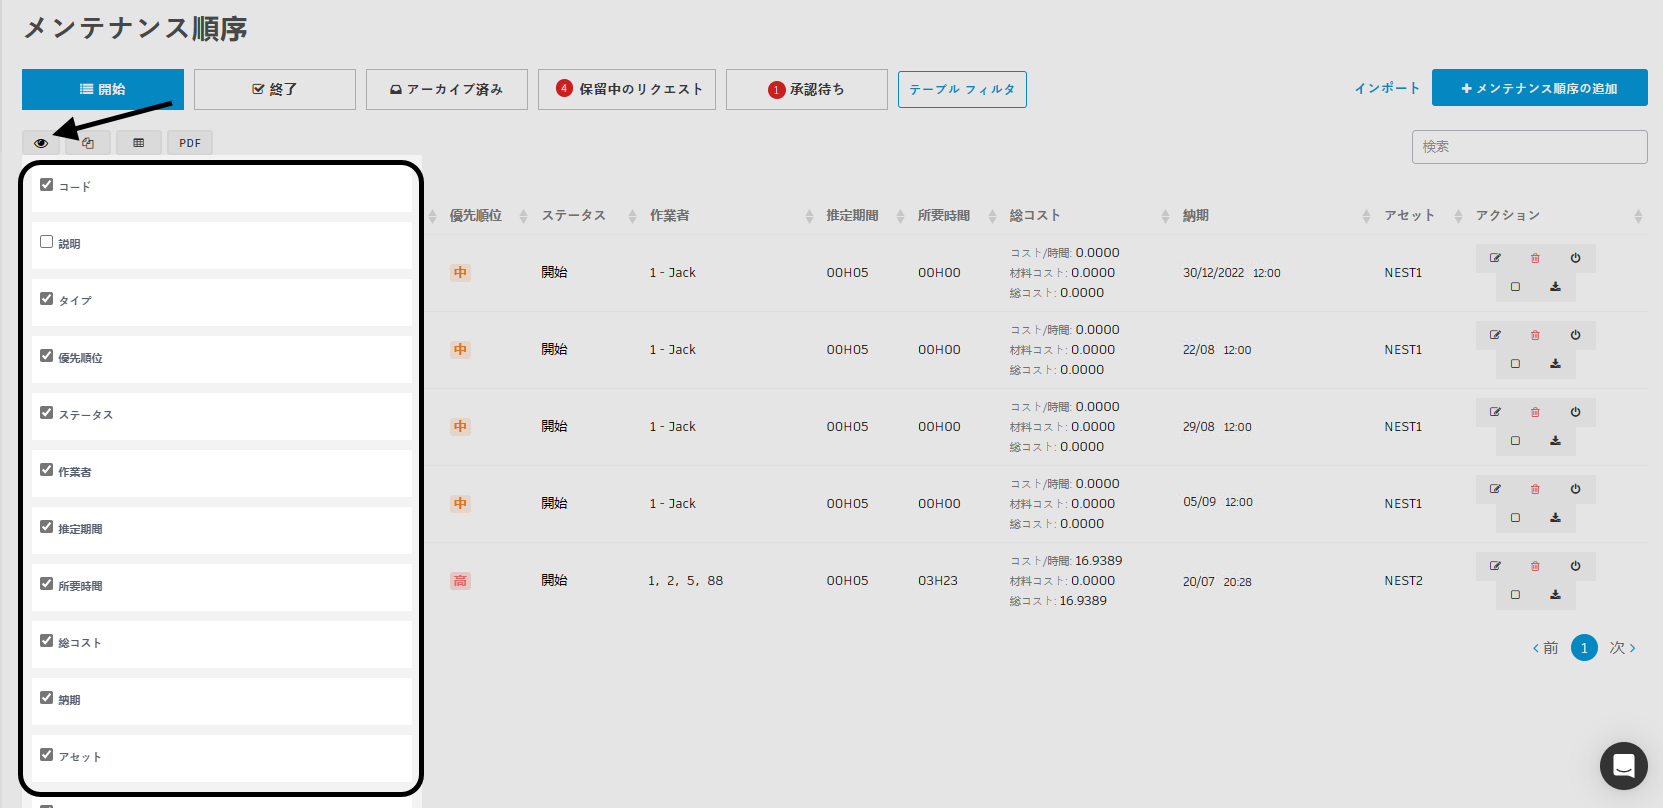 メンテナンス順序
開始
終了
アーカイブ済み
4 保留中のリクエスト
1 承認待ち
テーブル フィルタ
インポート
メンテナンス順序の追加
PDF
検索
コード
説明
タイプ
優先順位
ステータス
作業者
推定期間
所要時間
総コスト
納期
アセット
優先順位 ステータス 作業者 推定期間 所要時間 総コスト 納期 アセット アクション
コスト/時間: 0.0000
中 開始 1 - Jack 00H05 00H00 材料コスト: 0.0000 30/12/2022 12:00 NEST1
総コスト: 0.0000
コスト/時間: 0.0000
中 開始 1 - Jack 00H05 00H00 材料コスト: 0.0000 22/08 12:00 NEST1
総コスト: 0.0000
コスト/時間: 0.0000
中 開始 1 - Jack 00H05 00H00 材料コスト: 0.0000 29/08 12:00 NEST1
総コスト: 0.0000
コスト/時間: 0.0000
中 開始 1 - Jack 00H05 00H00 材料コスト: 0.0000 05/09 12:00 NEST1
総コスト: 0.0000
コスト/時間: 16.9389
高 開始 1, 2, 5, 88 00H05 03H23 材料コスト: 0.0000 20/07 20:28 NEST2
総コスト: 16.9389
前 1 次